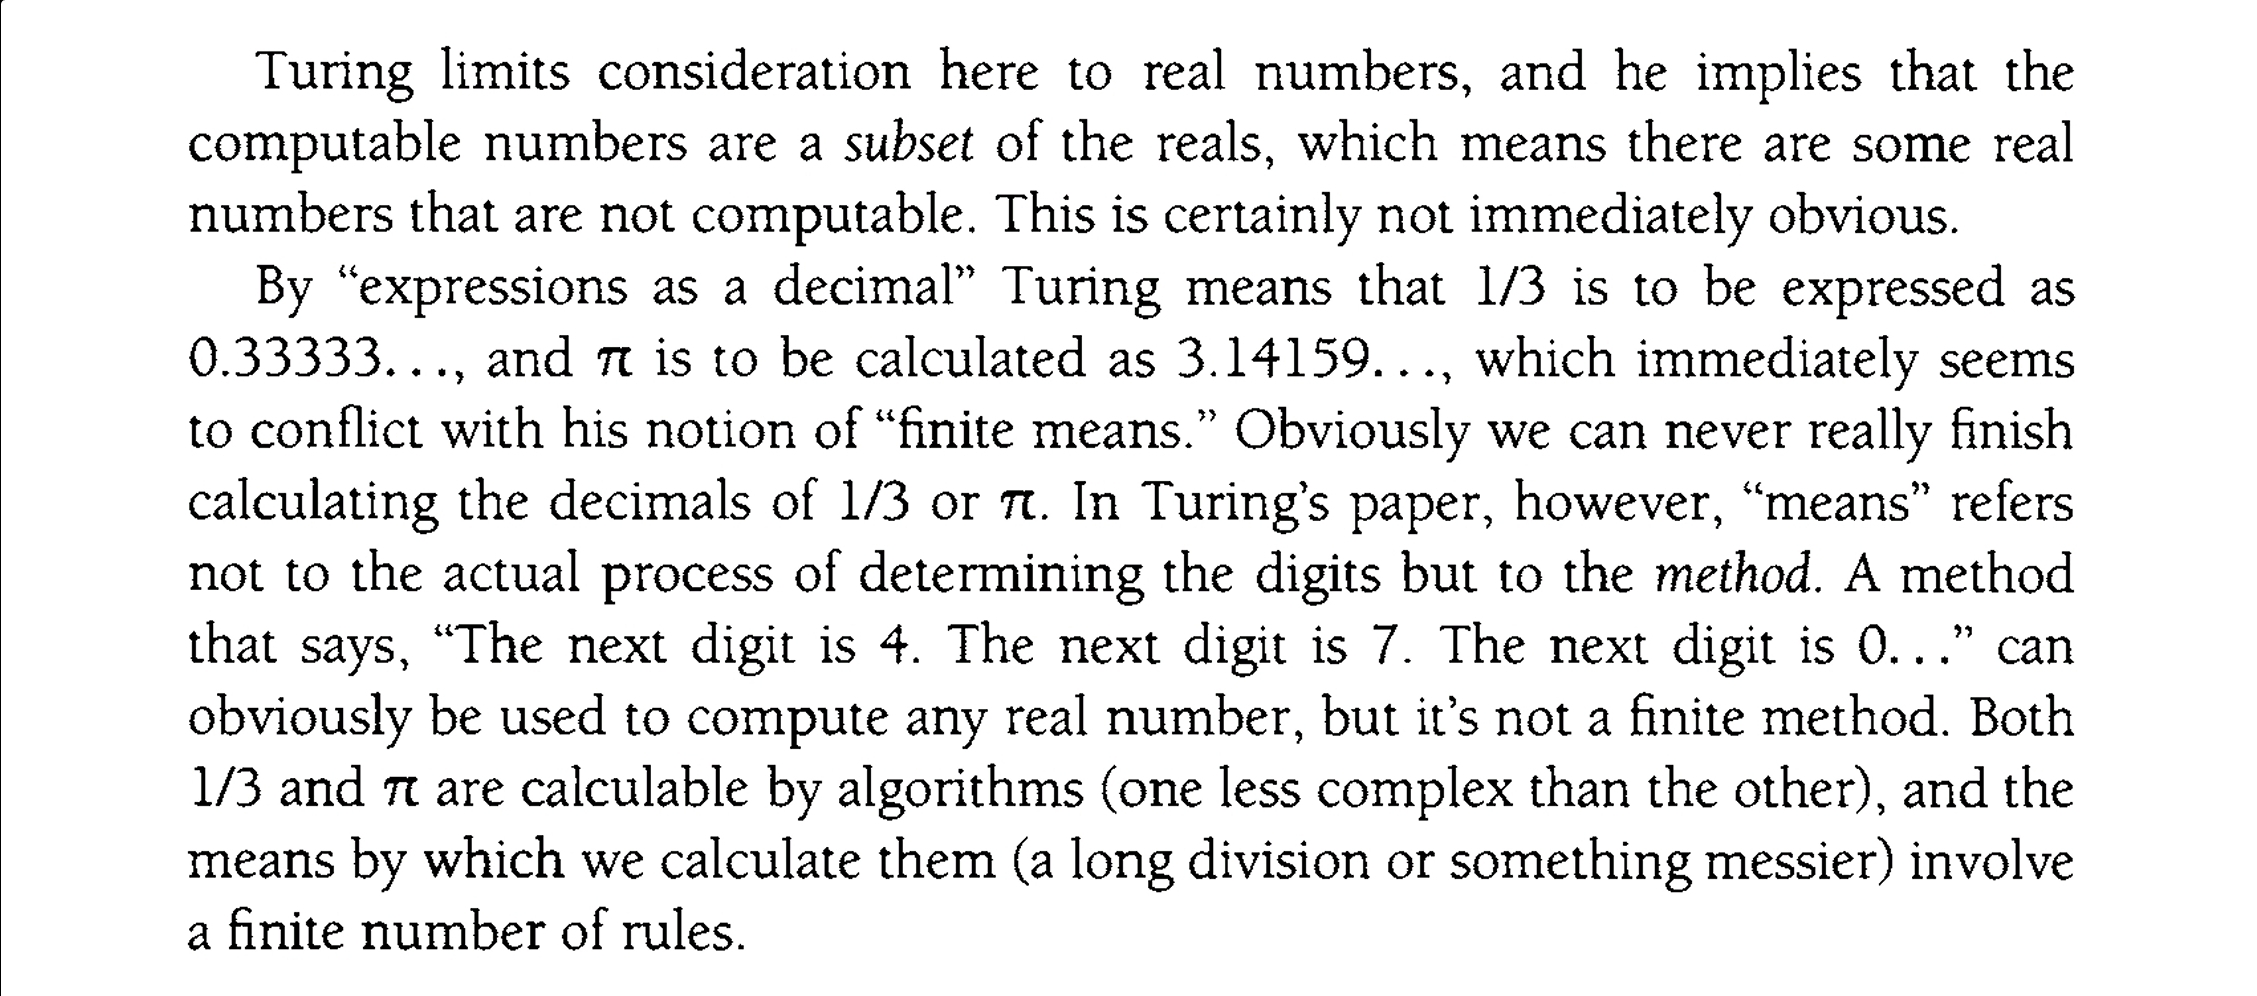 Turing limits consideration here to real numbers, and he implies that the
computable numbers are a subset of the reals, which means there are some real
numbers that are not computable. This is certainly not immediately obvious.
By “expressions as a decimal” Turing means that 1/3 is to be expressed as
0.33333. . ., and π is to be calculated as 3.14159. . ., which immediately seems
to conflict with his notion of “finite means.” Obviously we can never really finish
calculating the decimals of 1/3 or π. In Turing’s paper, however, “means” refers
not to the actual process of determining the digits but to the method. A method
that says, “The next digit is 4. The next digit is 7. The next digit is 0. . .” can
obviously be used to compute any real number, but it’s not a finite method. Both
1/3 and π are calculable by algorithms (one less complex than the other), and the
means by which we calculate them (a long division or something messier) involve
a finite number of rules.